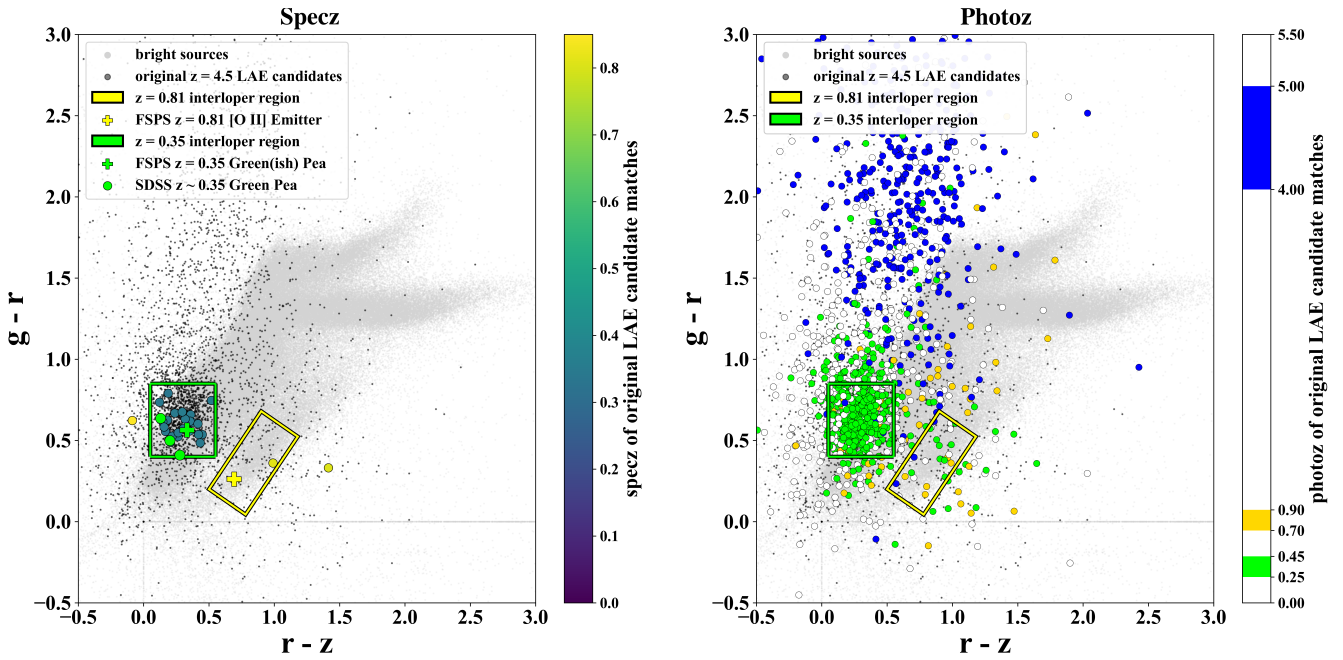 Specz
bright sources
original z = 4.5 LAE candidates
z = 0.81 interloper region
FSPS z = 0.81 [O II] Emitter
z = 0.35 interloper region
FSPS z = 0.35 Green(ish) Pea
SDSS z ~ 0.35 Green Pea
3.0
2.5
2.0
1.5
1.0
0.5
0.0
−0.5
g - r
−0.5
0.0
0.5
1.0
1.5
2.0
2.5
3.0
r - z
0.8
0.7
0.6
0.5
0.4
0.3
0.2
0.1
0.0
specz of original LAE candidate matches
Photoz
bright sources
original z = 4.5 LAE candidates
z = 0.81 interloper region
z = 0.35 interloper region
3.0
2.5
2.0
1.5
1.0
0.5
0.0
−0.5
g - r
−0.5
0.0
0.5
1.0
1.5
2.0
2.5
3.0
r - z
5.50
5.00
4.00
0.90
0.70
0.45
0.25
0.00
photoz of original LAE candidate matches